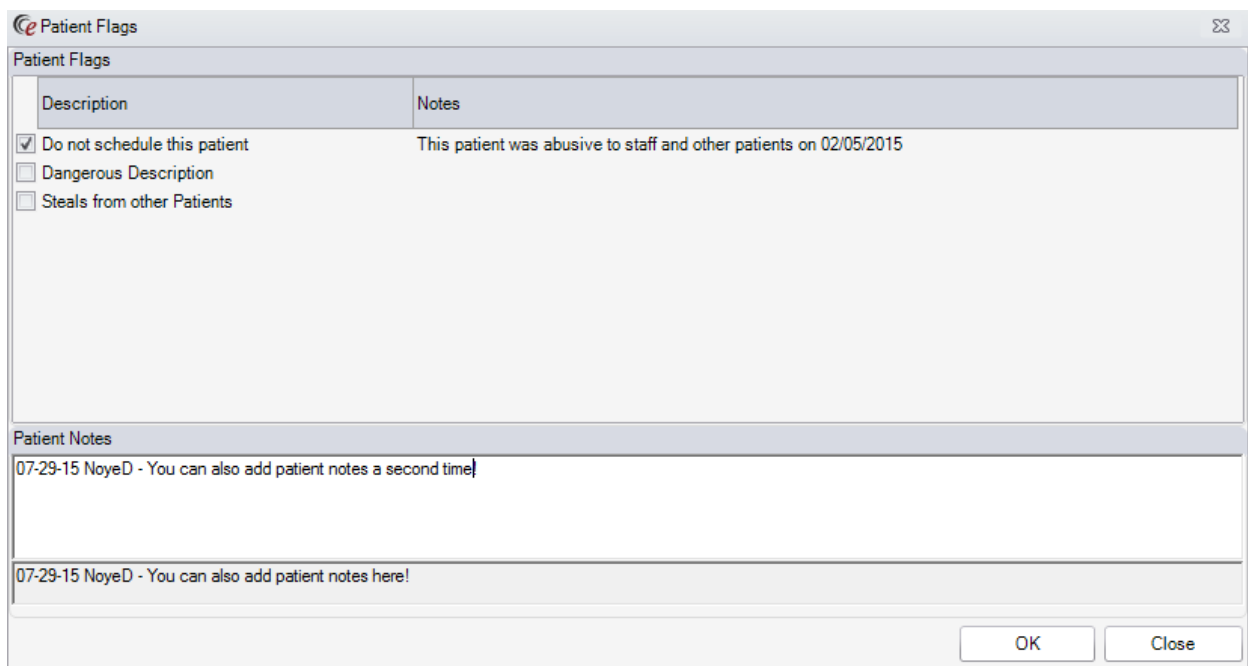 Patient Flags
Patient Flags
Description Notes
Do not schedule this patient This patient was abusive to staff and other patients on 02/05/2015
Dangerous Description
Steals from other Patients
Patient Notes
07-29-15 NoyeD - You can also add patient notes a second time!
07-29-15 NoyeD - You can also add patient notes here!
OK Close